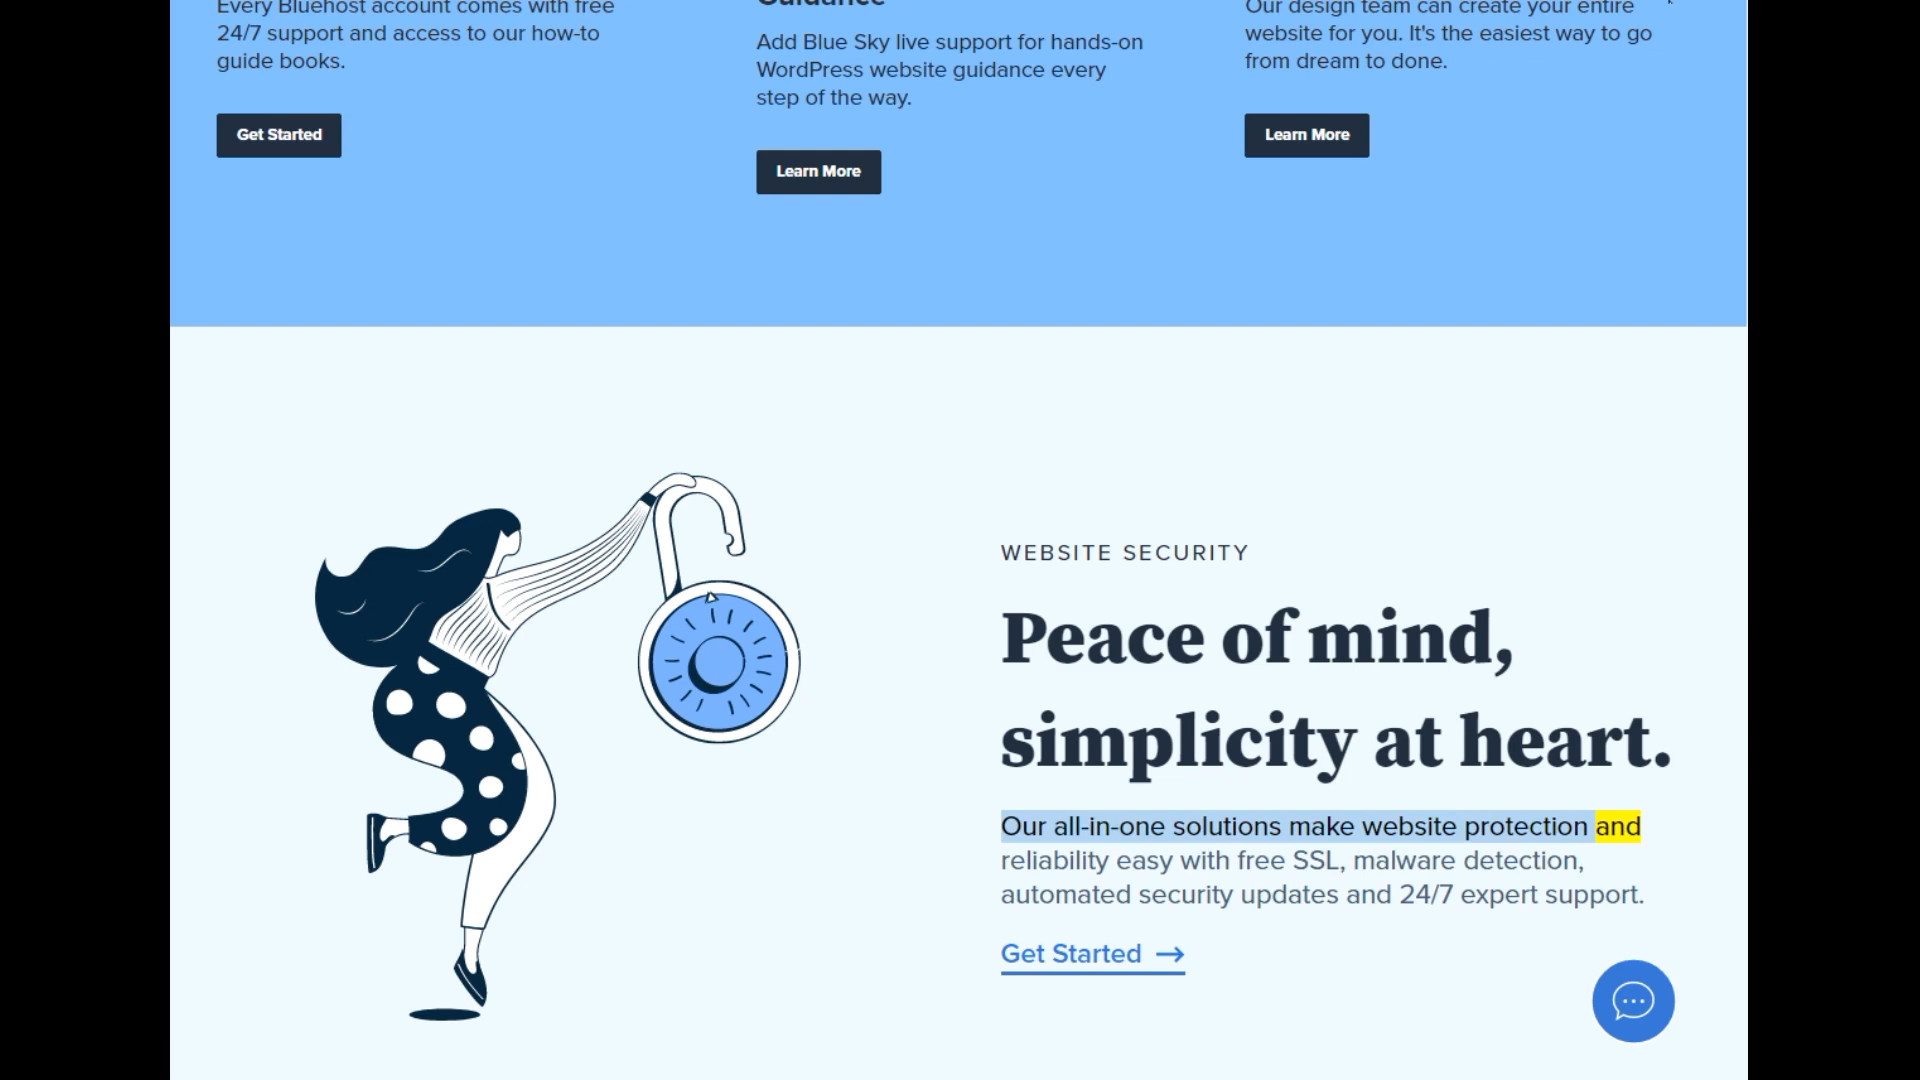 Every Bluehost account comes with free
24/7 support and access to our how-to
guide books.
Get Started
Guidance
Add Blue Sky live support for hands-on
WordPress website guidance every
step of the way.
Learn More
Our design team can create your entire
website for you. It's the easiest way to go
from dream to done.
Learn More
WEBSITE SECURITY
Peace of mind,
simplicity at heart.
Our all-in-one solutions make website protection and
reliability easy with free SSL, malware detection,
automated security updates and 24/7 expert support.
Get Started →